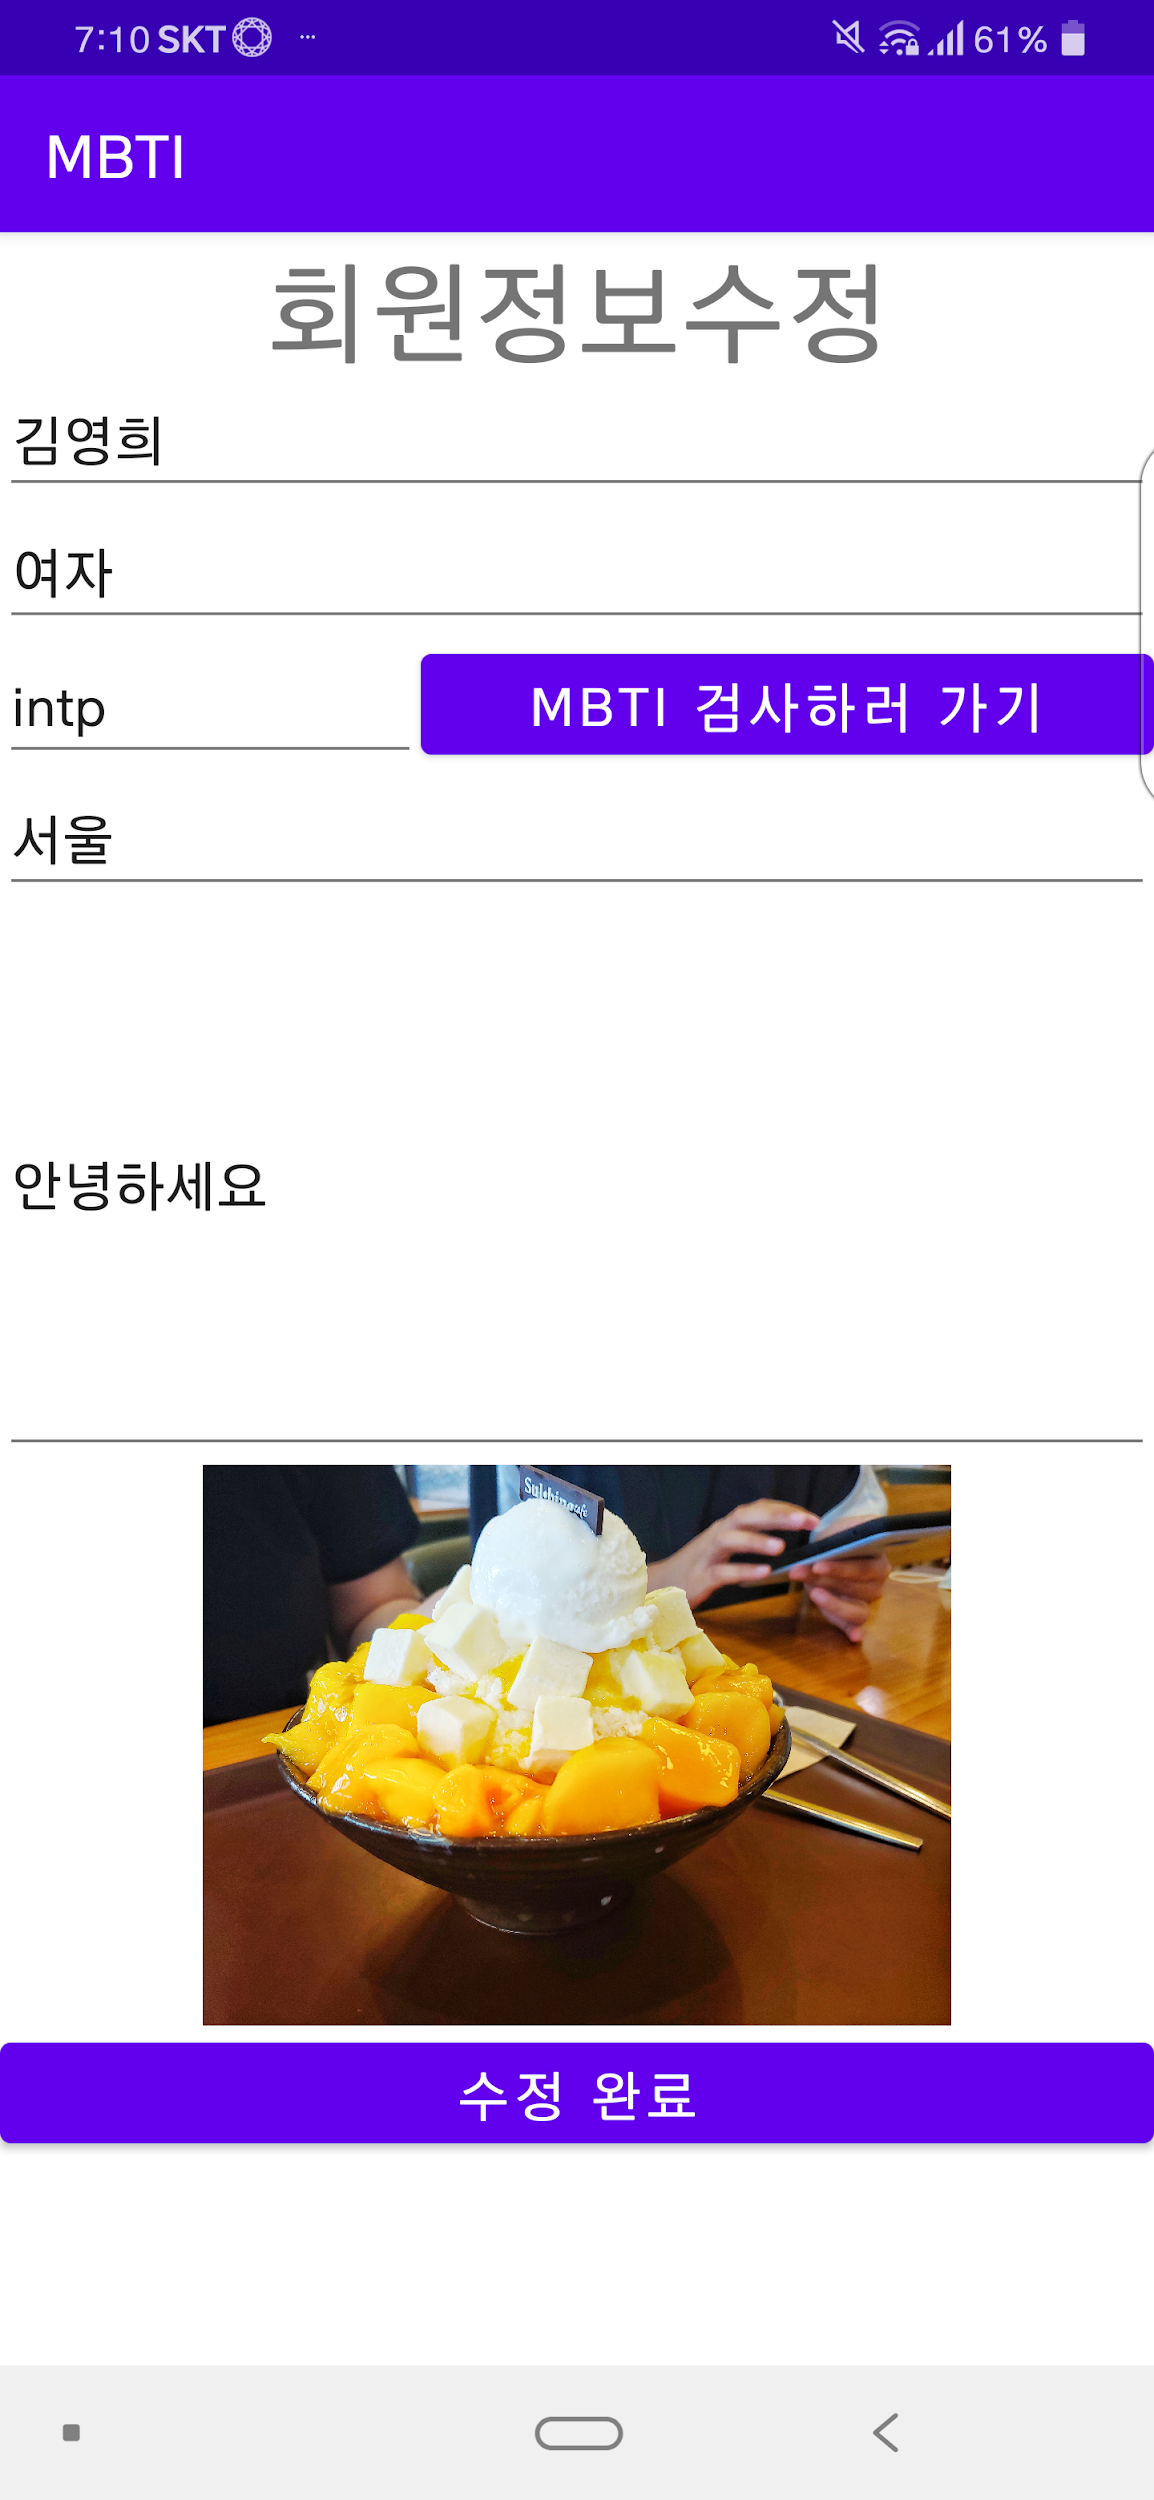 7:10 SKT ···
61%
MBTI
회원정보수정
김영희
여자
intp
MBTI 검사하러 가기
서울
안녕하세요
Sulbingcafe
수정 완료